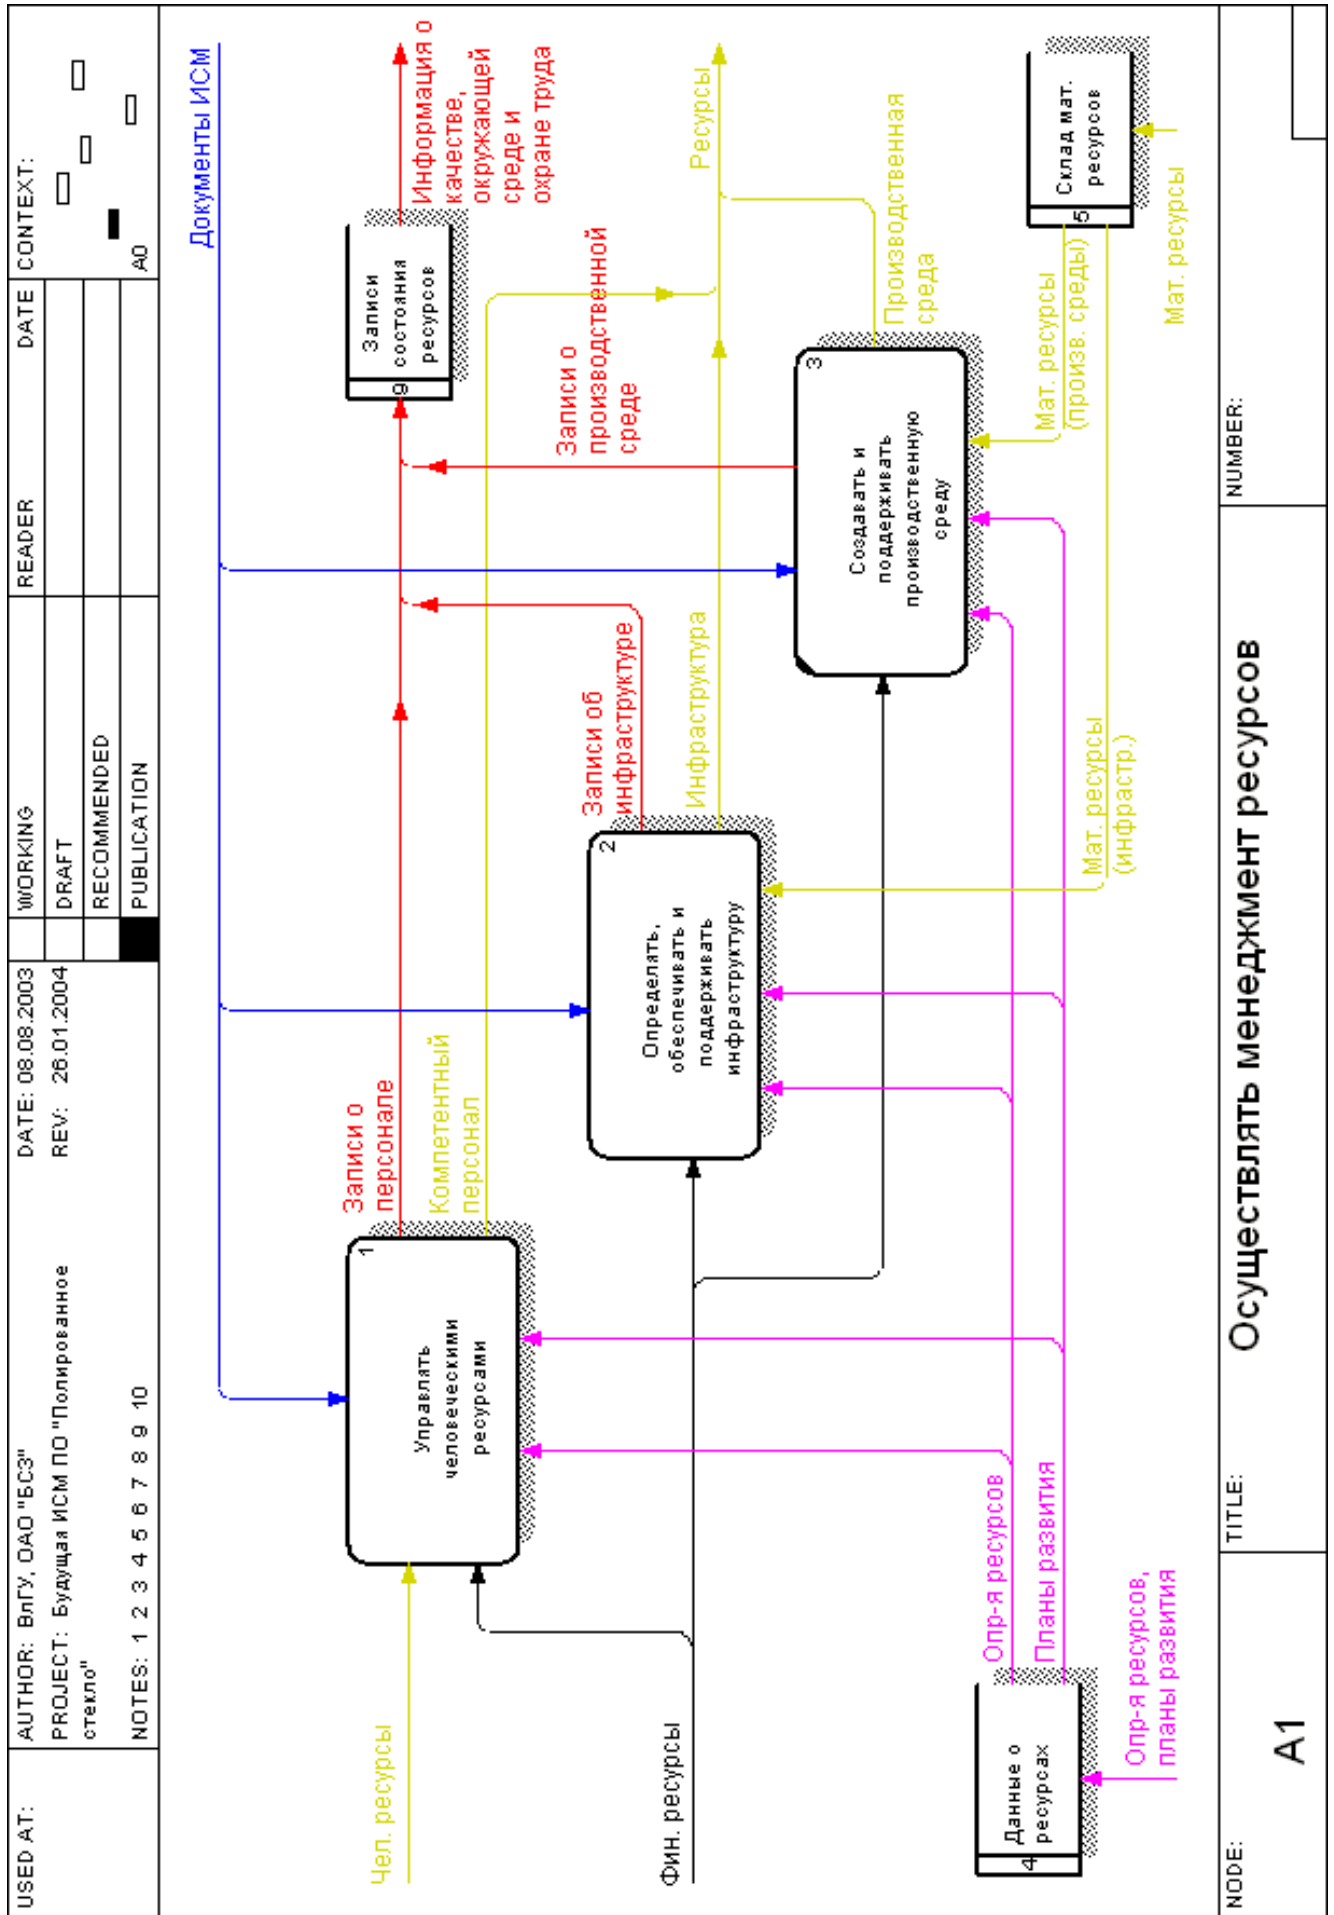 USED AT:
AUTHOR: ВлГУ, ОАО "БСЗ"
PROJECT: Будущая ИСМ ПО "Полированное
стекло"
NOTES: 1 2 3 4 5 6 7 8 9 10
DATE: 08.08.2003
REV: 26.01.2004
WORKING
DRAFT
RECOMMENDED
PUBLICATION
READER
DATE
CONTEXT:
A0
Документы ИСМ
Чел. ресурсы
Управлять
человеческими
ресурсами
1
Записи о
персонале
Компетентный
персонал
Записи
состояния
ресурсов
9
Информация о
качестве,
окружающей
среде и
охране труда
Фин. ресурсы
Определять,
обеспечивать и
поддерживать
инфраструктуру
2
Записи об
инфраструктуре
Инфраструктура
Записи о
производственной
среде
Ресурсы
Создавать и
поддерживать
производственную
среду
3
Производственная
среда
Данные о
ресурсах
4
Опр-я ресурсов
Планы развития
Опр-я ресурсов,
планы развития
Мат. ресурсы
(инфрастр.)
Мат. ресурсы
(произв. среды)
Склад мат.
ресурсов
5
Мат. ресурсы
NODE:
A1
TITLE:
Осуществлять менеджмент ресурсов
NUMBER: